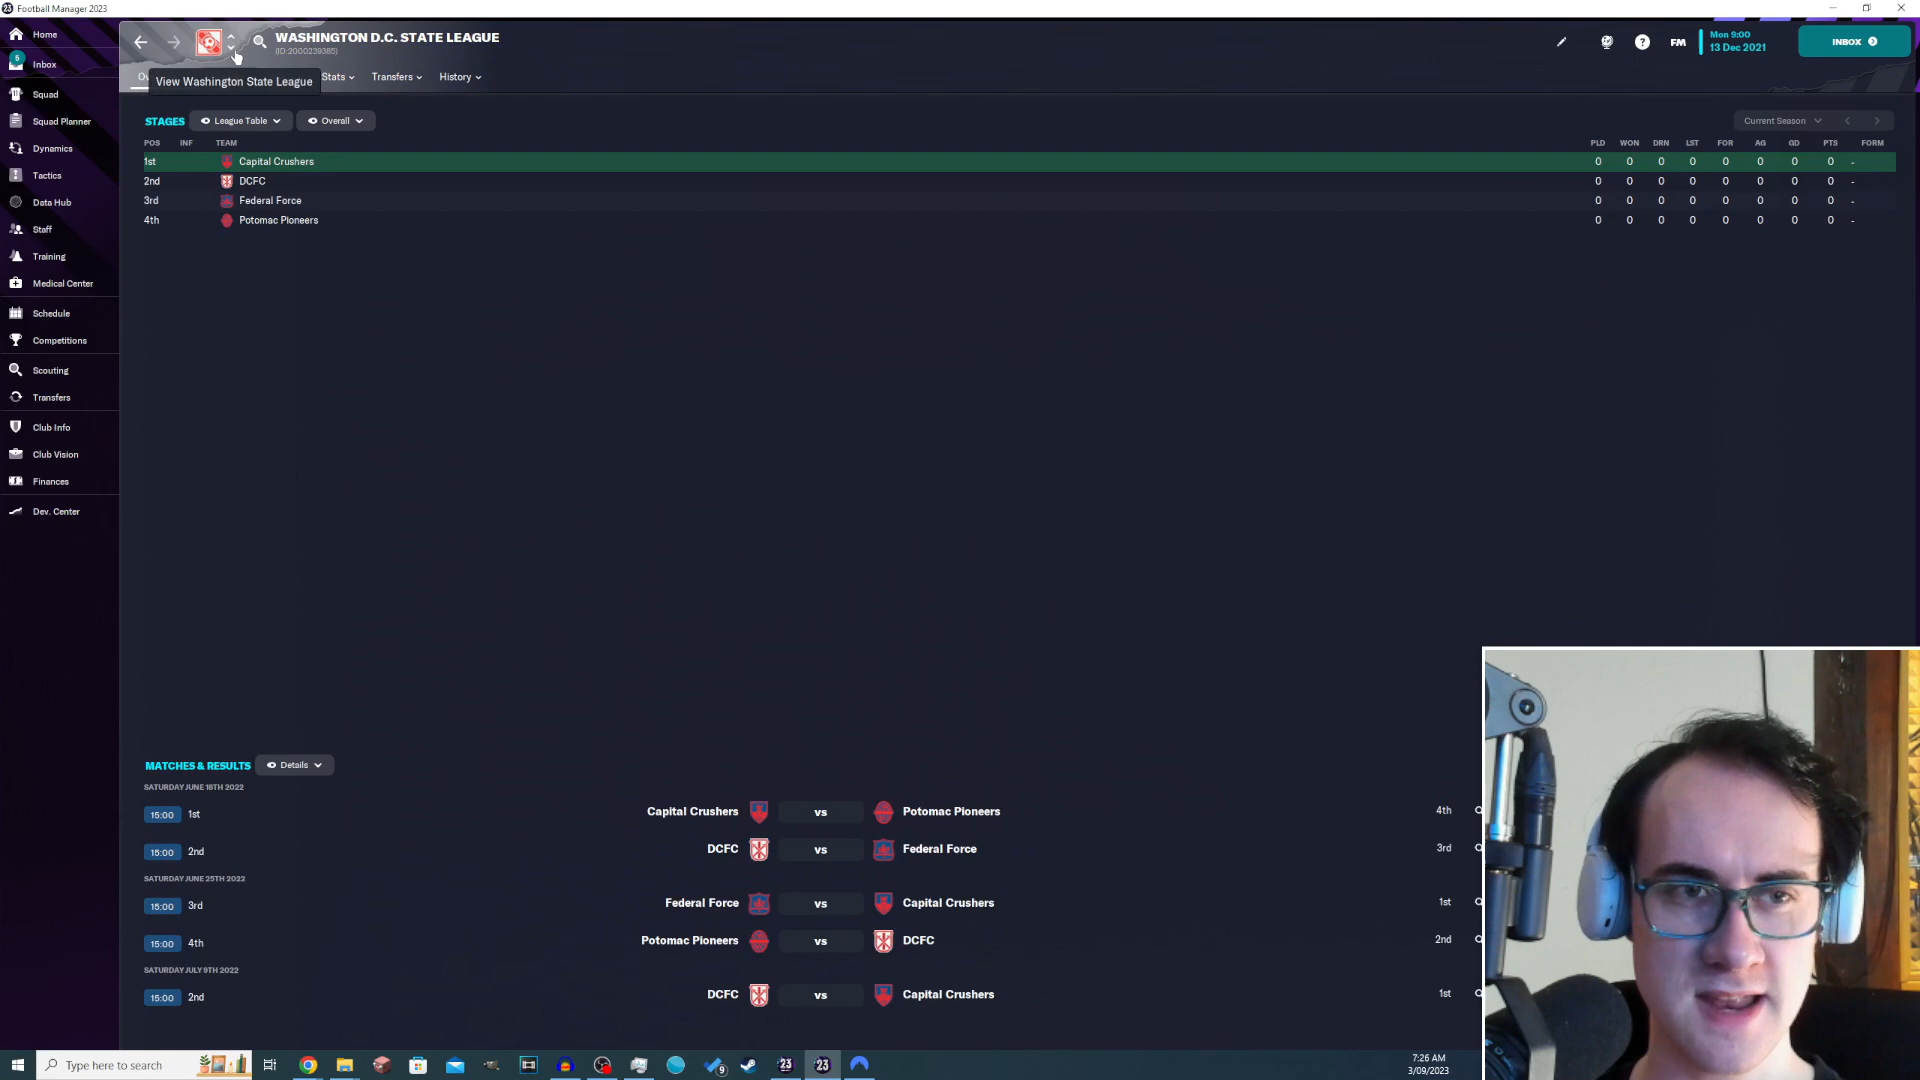 Football Manager 2023
Home
5
Inbox
Squad
Squad Planner
Dynamics
Tactics
Data Hub
Staff
Training
Medical Center
Schedule
Competitions
Scouting
Transfers
Club Info
Club Vision
Finances
Dev. Center
WASHINGTON D.C. STATE LEAGUE
(ID:2000239385)
Mon 9:00
13 Dec 2021
FM
INBOX
Ov
View Washington State League
Stats
Transfers
History
STAGES League Table Overall Current Season
POS INF TEAM PLD WON DRN LST FOR AG GD PTS FORM
1st Capital Crushers 0 0 0 0 0 0 0 0 -
2nd DCFC 0 0 0 0 0 0 0 0 -
3rd Federal Force 0 0 0 0 0 0 0 0 -
4th Potomac Pioneers 0 0 0 0 0 0 0 0 -
MATCHES & RESULTS Details
SATURDAY JUNE 18TH 2022
15:00 1st Capital Crushers vs Potomac Pioneers 4th
15:00 2nd DCFC vs Federal Force 3rd
SATURDAY JUNE 25TH 2022
15:00 3rd Federal Force vs Capital Crushers 1st
15:00 4th Potomac Pioneers vs DCFC 2nd
SATURDAY JULY 9TH 2022
15:00 2nd DCFC vs Capital Crushers 1st
Type here to search
9
23
23
7:26 AM
3/09/2023